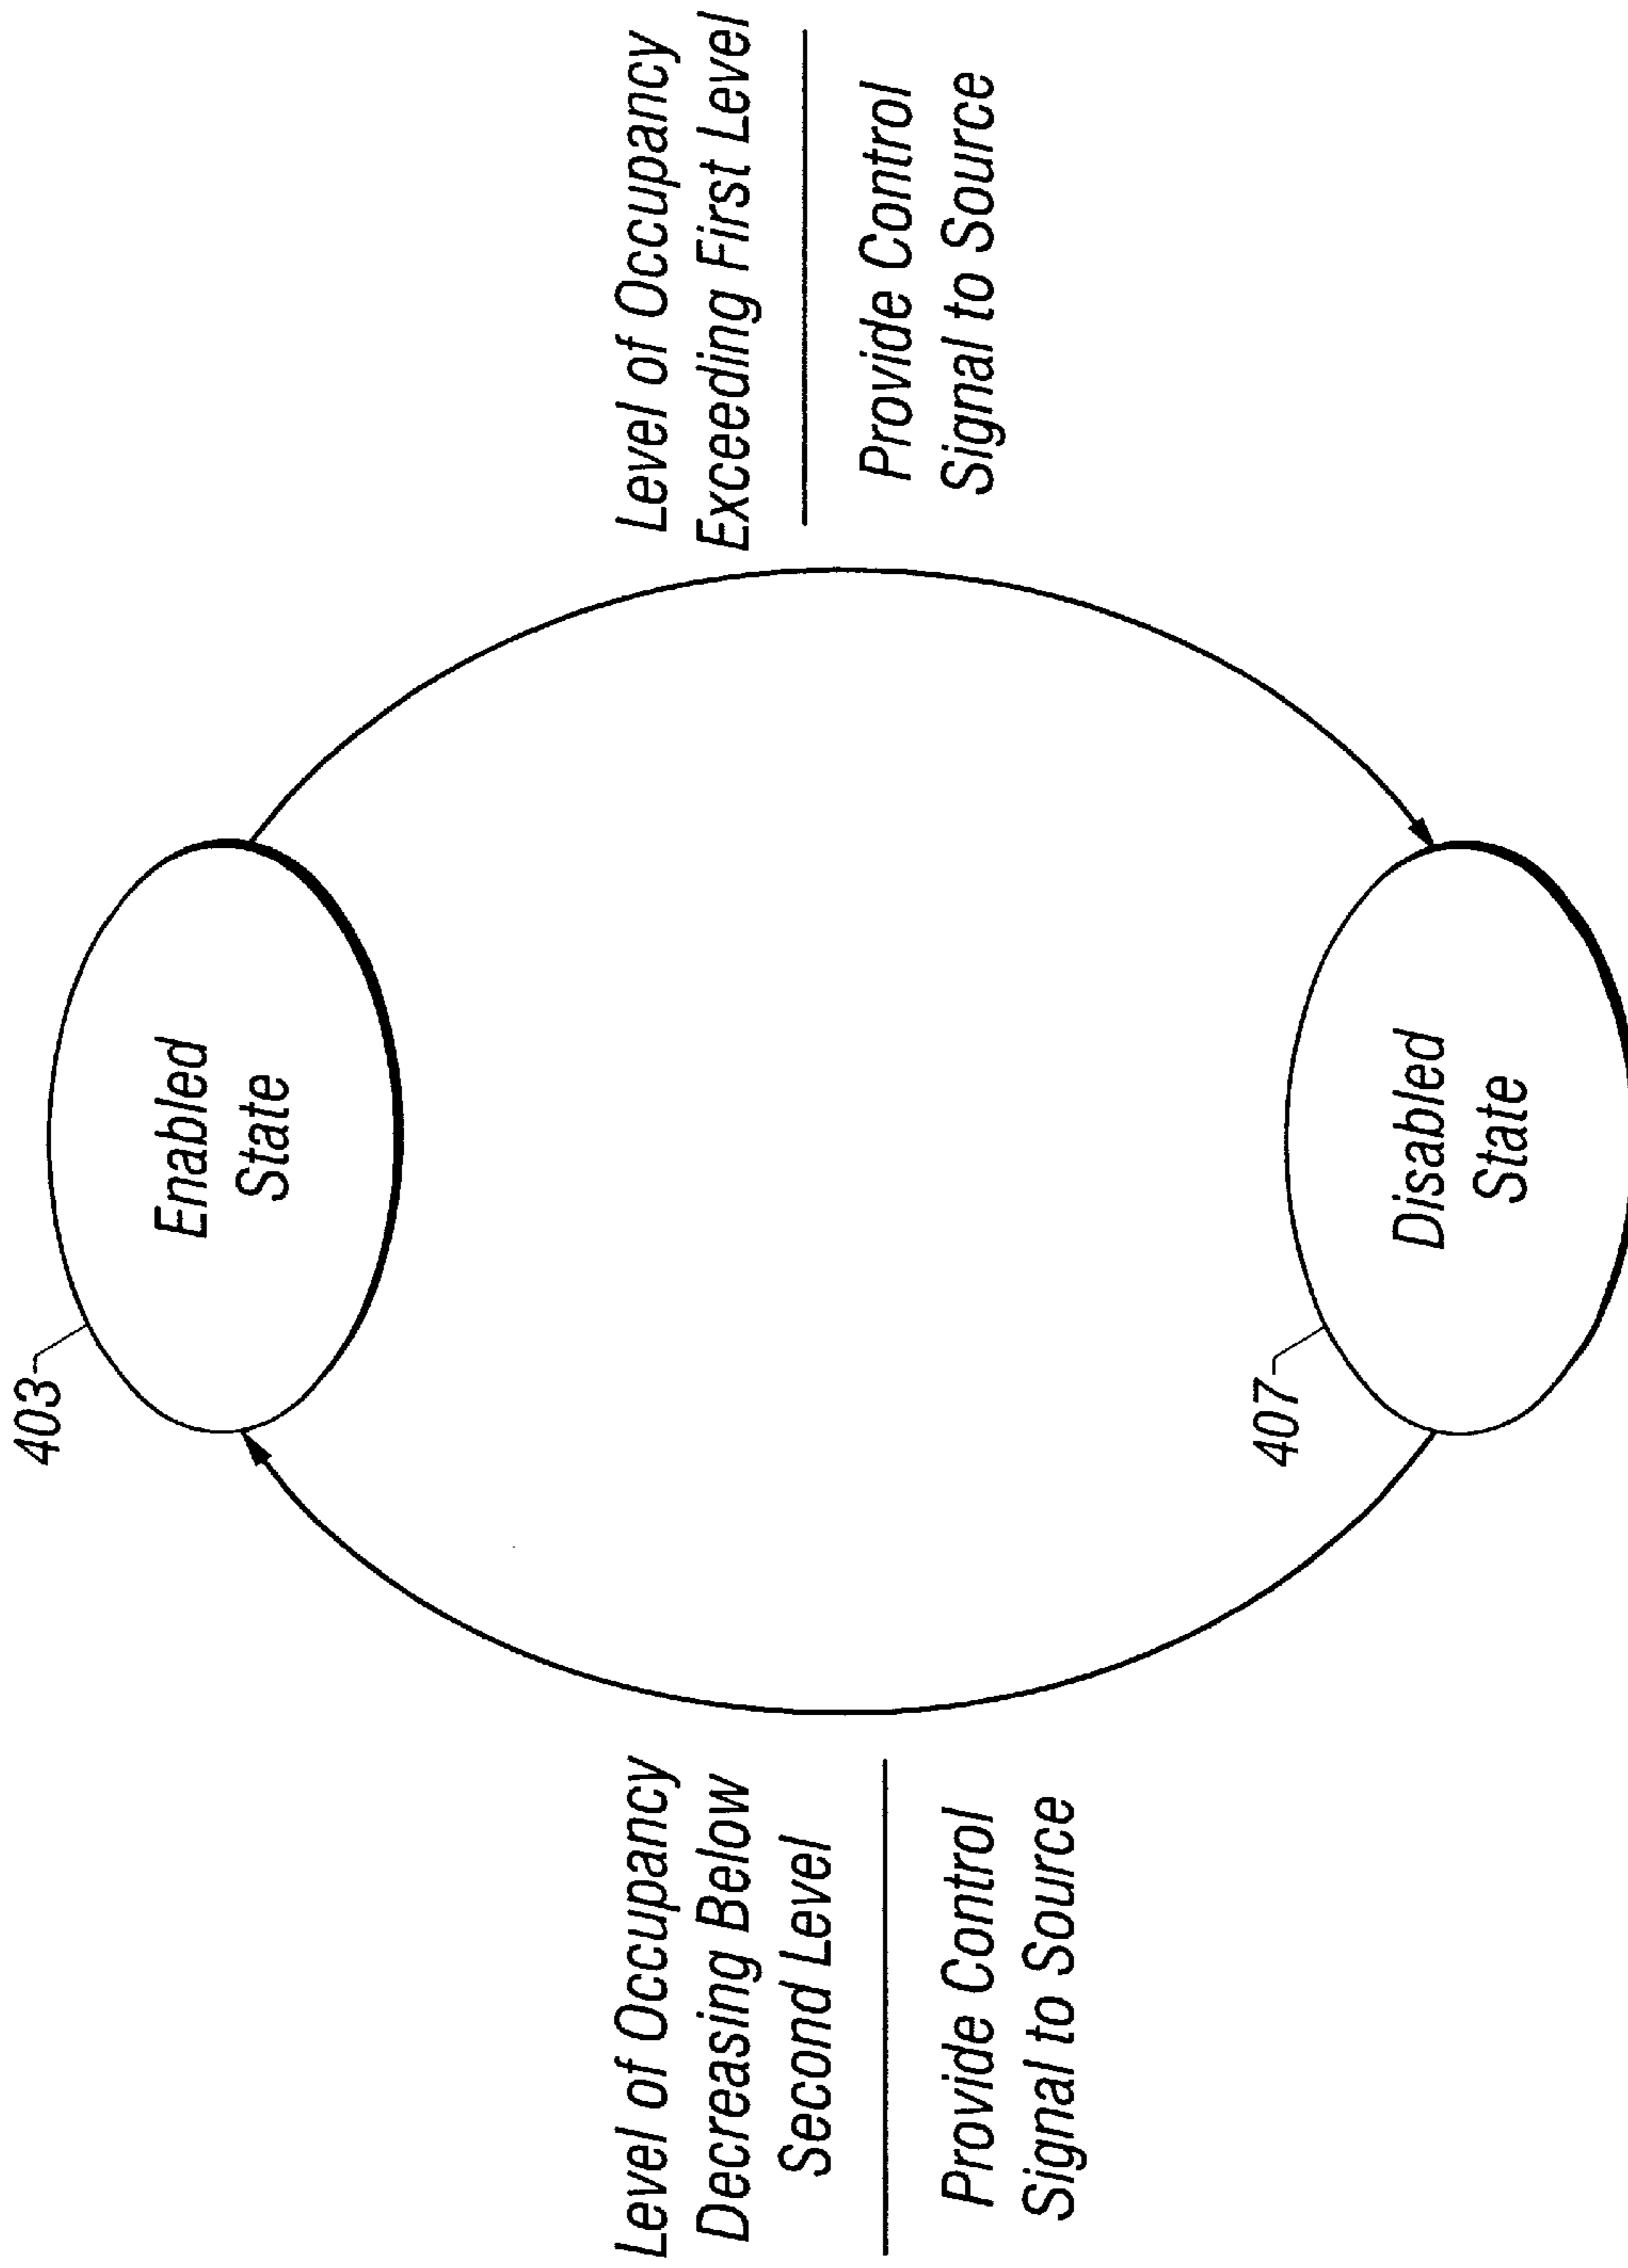 403
Enabled
State
Level of Occupancy
Decreasing Below
Second Level
Provide Control
Signal to Source
Level of Occupancy
Exceeding First Level
Provide Control
Signal to Source
407
Disabled
State